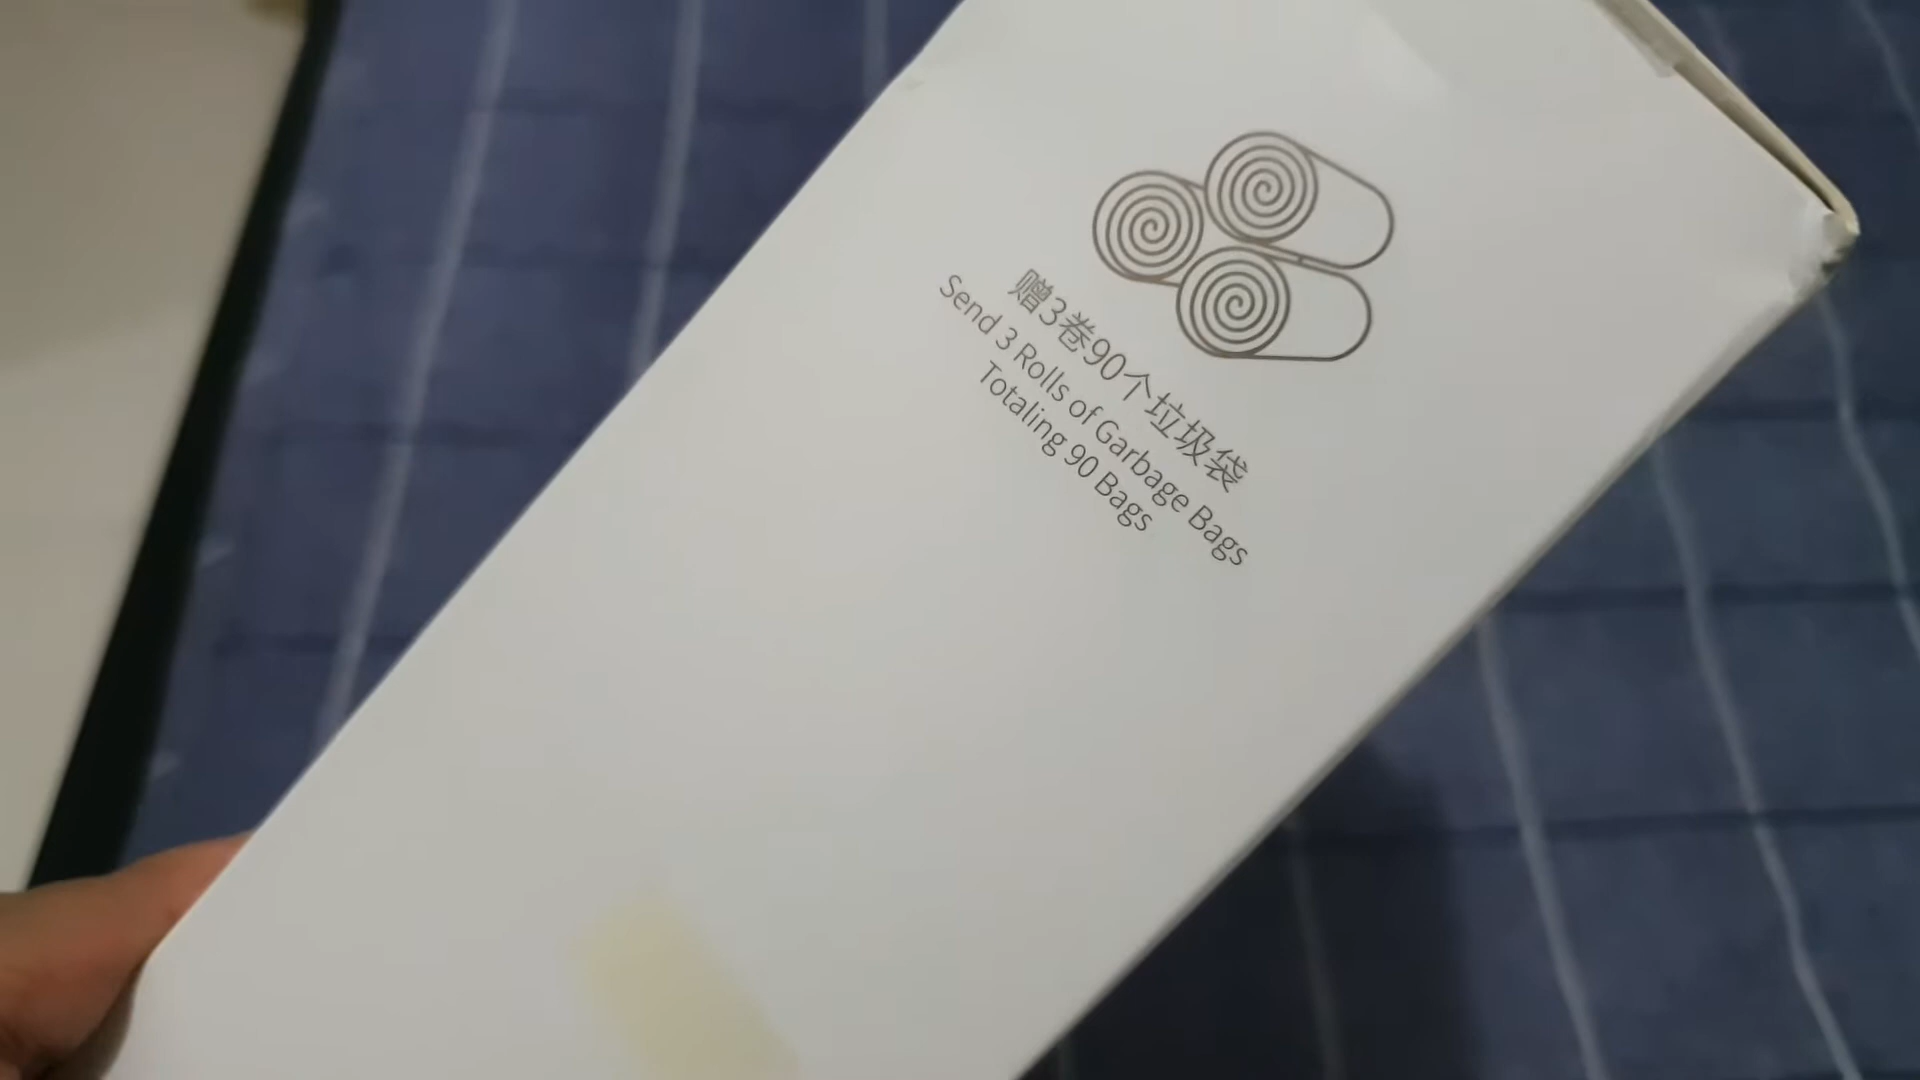 赠3卷90个垃圾袋
Send 3 Rolls of Garbage Bags
Totaling 90 Bags